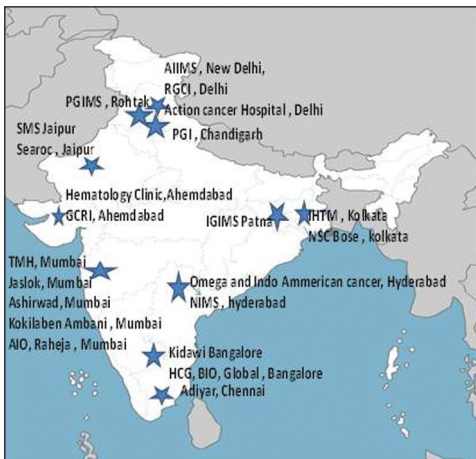 AIIMS , New Delhi,
RGCI , Delhi
PGIMS , Rohtak
Action cancer Hospital , Delhi
PGI , Chandigarh
SMS Jaipur
Searoc , Jaipur
Hematology Clinic,Ahemdabad
GCRI, Ahemdabad
IGIMS Patna
IHTM , Kolkata
NSC Bose , kolkata
TMH, Mumbai
Jaslok, Mumbai
Ashirwad, Mumbai
Kokilaben Ambani , Mumbai
AIO, Raheja , Mumbai
Omega and Indo Ammerican cancer, Hyderabad
NIMS , hyderabad
Kidawi Bangalore
HCG, BIO, Global , Bangalore
Adiyar, Chennai